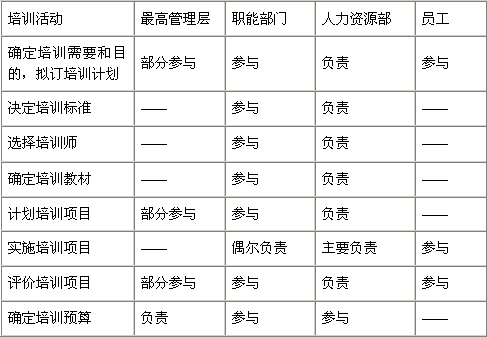 培训活动 最高管理层 职能部门 人力资源部 员工
确定培训需要和目
的，拟订培训计划 部分参与 参与 负责 参与
决定培训标准 —— 参与 负责 ——
选择培训师 —— 参与 负责 ——
确定培训教材 —— 参与 负责 ——
计划培训项目 部分参与 参与 负责 ——
实施培训项目 —— 偶尔负责 主要负责 参与
评价培训项目 部分参与 参与 负责 参与
确定培训预算 负责 参与 参与 ——